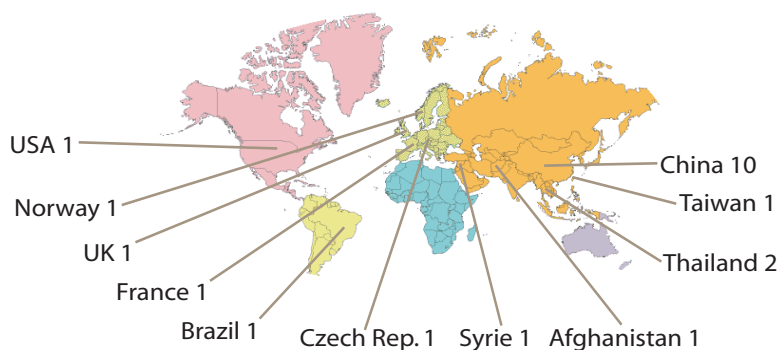 USA 1
Norway 1
UK 1
France 1
Brazil 1
Czech Rep. 1
Syrie 1
Afghanistan 1
Thailand 2
Taiwan 1
China 10